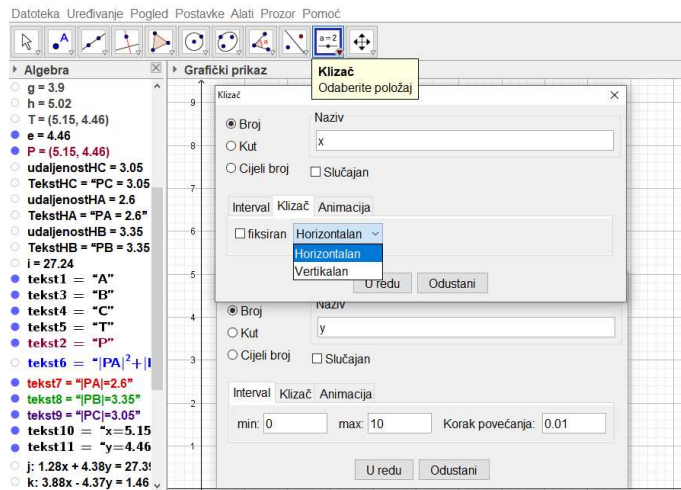 Datoteka Uređivanje Pogled Postavke Alati Prozor Pomoć
A
a=2
Algebra
Grafički prikaz
Klizač
Odaberite položaj
g = 3.9
h = 5.02
T = (5.15, 4.46)
e = 4.46
P = (5.15, 4.46)
udaljenostHC = 3.05
TekstHC = “PC = 3.05
udaljenostHA = 2.6
TekstHA = “PA = 2.6”
udaljenostHB = 3.35
TekstHB = “PB = 3.35
i = 27.24
tekst1 = “A”
tekst3 = “B”
tekst4 = “C”
tekst5 = “T”
tekst2 = “P”
tekst6 = “|PA|²+|
tekst7 = “|PA|=2.6”
tekst8 = “|PB|=3.35”
tekst9 = “|PC|=3.05”
tekst10 = “x=5.15
tekst11 = “y=4.46
j: 1.28x + 4.38y = 27.39
k: 3.88x - 4.37y = 1.46
9
8
7
5
4
3
2
1
Klizač
Broj
Kut
Cijeli broj
Naziv
x
Slučajan
Interval Klizač Animacija
fiksiran Horizontalan
Horizontalan
Vertikalan
U redu Odustani
Broj
Kut
Cijeli broj
Naziv
y
Slučajan
Interval Klizač Animacija
min: 0 max: 10 Korak povećanja: 0.01
U redu Odustani